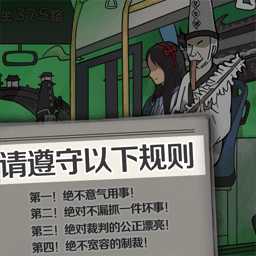 坐375路
请遵守以下规则
第一！绝不意气用事！
第二！绝对不漏抓一件坏事！
第三！绝对裁判的公正漂亮！
第四！绝不宽容的制裁！